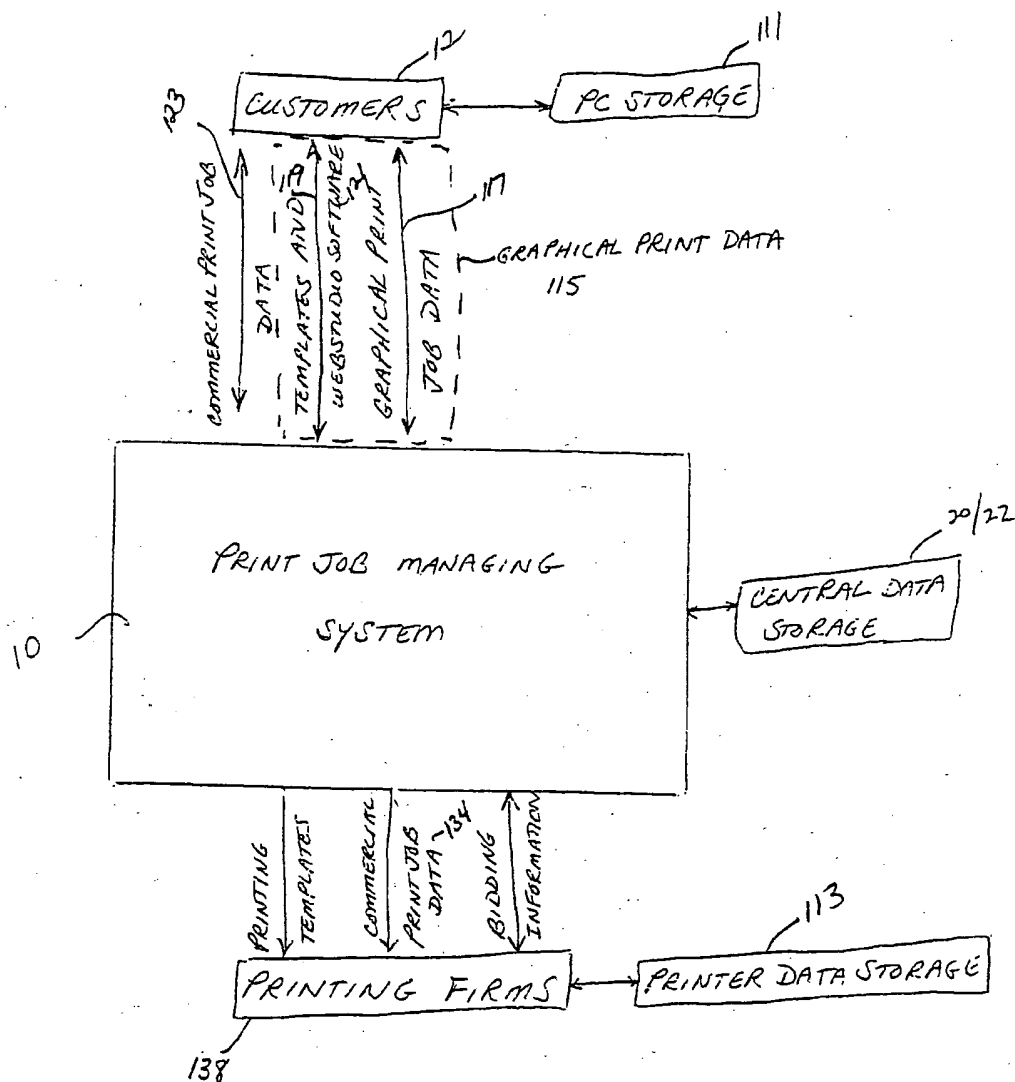 12
111
CUSTOMERS
PC STORAGE
123
COMMERCIAL PRINT JOB
DATA
119
TEMPLATES AND
WEBSTUDIO SOFTWARE
GRAPHICAL PRINT
JOB DATA
117
GRAPHICAL PRINT DATA
115
PRINT JOB MANAGING
SYSTEM
10
20/22
CENTRAL DATA
STORAGE
PRINTING
TEMPLATES
COMMERCIAL
PRINT JOB
DATA ~134
BIDDING
INFORMATION
113
PRINTING FIRMS
PRINTER DATA STORAGE
138